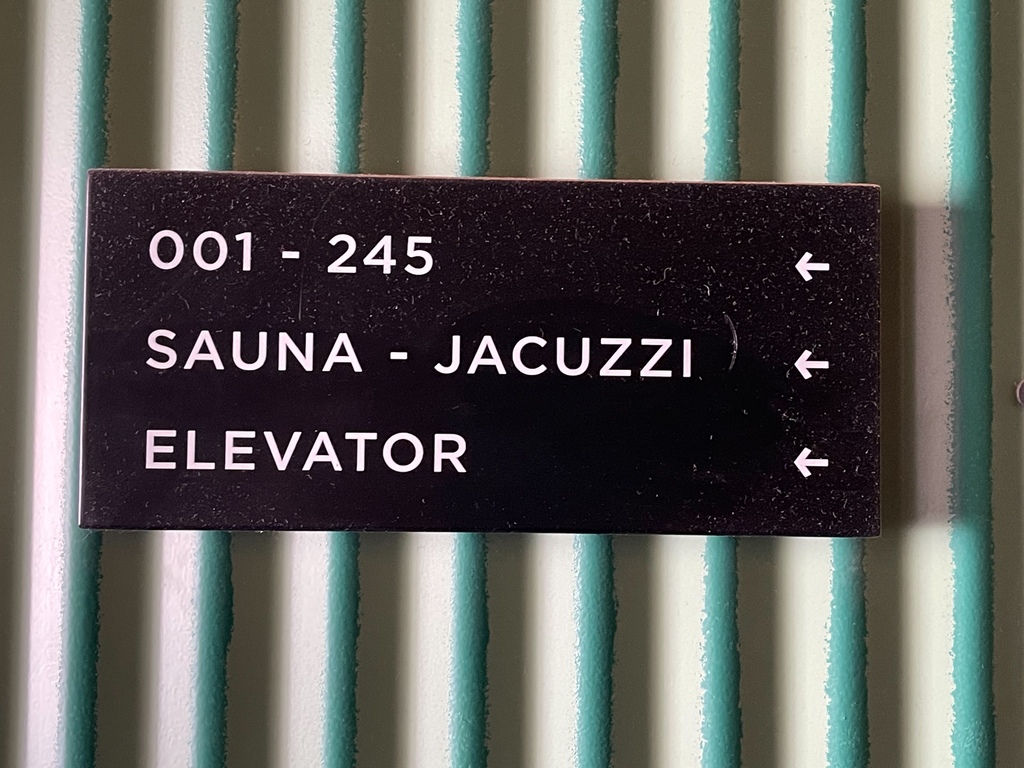 001 - 245 ←
SAUNA - JACUZZI ←
ELEVATOR ←